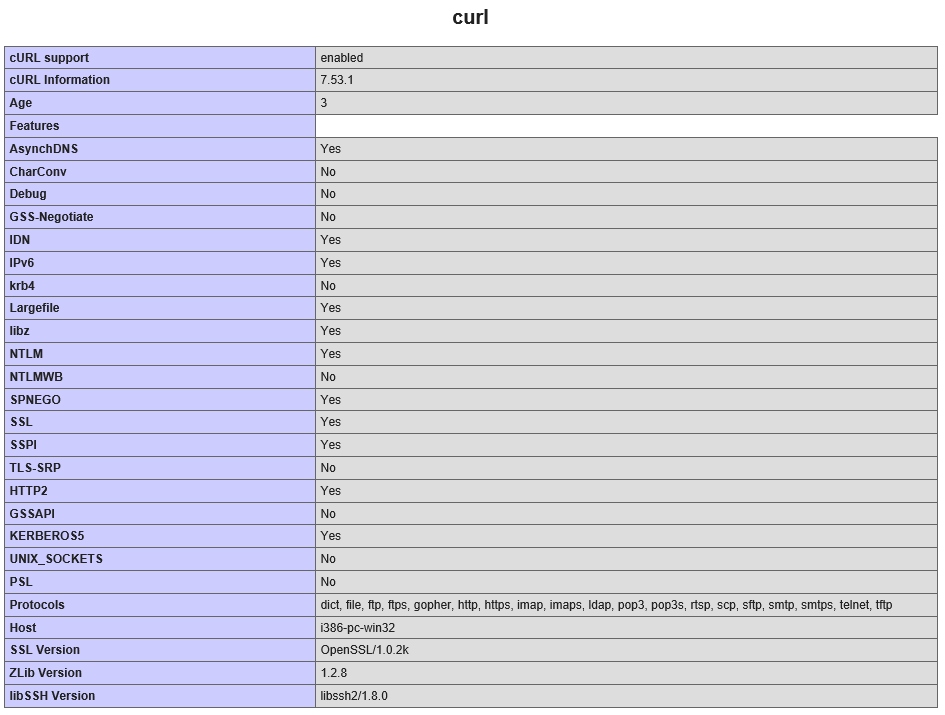 curl
cURL support enabled
cURL Information 7.53.1
Age 3
Features
AsynchDNS Yes
CharConv No
Debug No
GSS-Negotiate No
IDN Yes
IPv6 Yes
krb4 No
Largefile Yes
libz Yes
NTLM Yes
NTLMWB No
SPNEGO Yes
SSL Yes
SSPI Yes
TLS-SRP No
HTTP2 Yes
GSSAPI No
KERBEROS5 Yes
UNIX_SOCKETS No
PSL No
Protocols dict, file, ftp, ftps, gopher, http, https, imap, imaps, ldap, pop3, pop3s, rtsp, scp, sftp, smtp, smtps, telnet, tftp
Host i386-pc-win32
SSL Version OpenSSL/1.0.2k
ZLib Version 1.2.8
libSSH Version libssh2/1.8.0